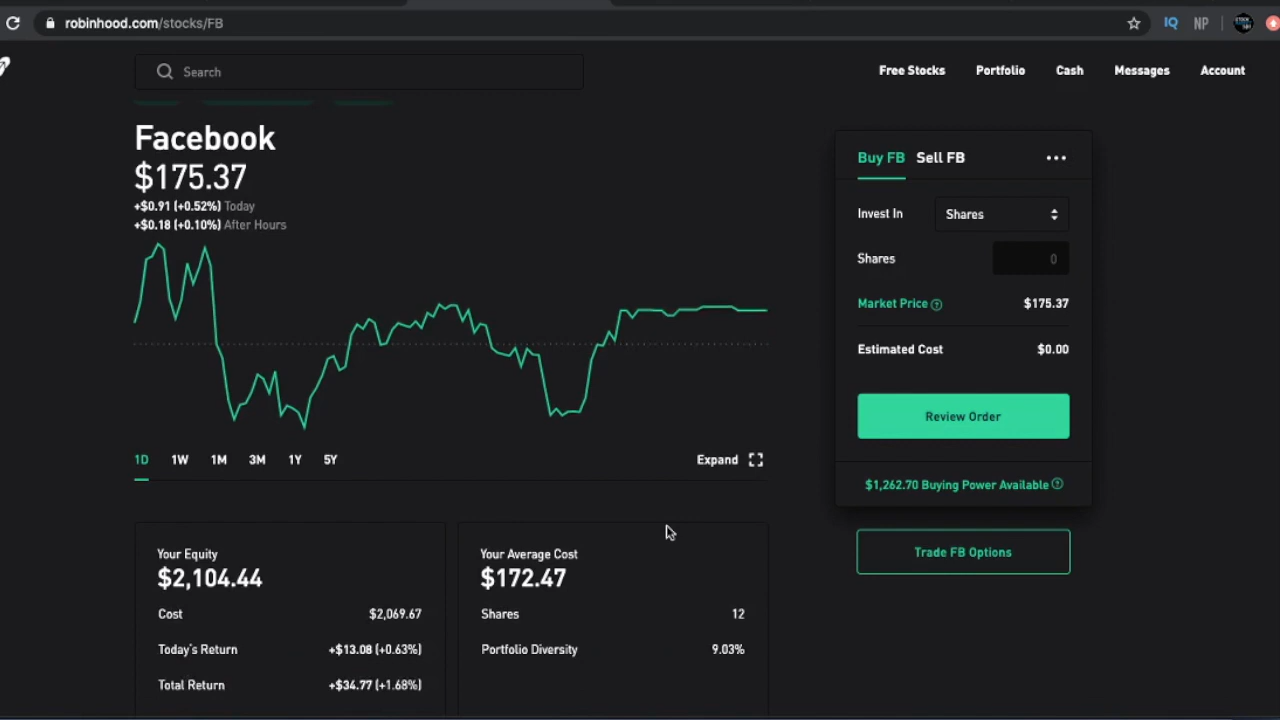 robinhood.com/stocks/FB
IQ
NP
Search
Free Stocks
Portfolio
Cash
Messages
Account
Facebook
$175.37
+$0.91 (+0.52%) Today
+$0.18 (+0.10%) After Hours
1D
1W
1M
3M
1Y
5Y
Expand
Buy FB
Sell FB
Invest In
Shares
Shares
0
Market Price
$175.37
Estimated Cost
$0.00
Review Order
$1,262.70 Buying Power Available
Trade FB Options
Your Equity
$2,104.44
Cost
$2,069.67
Today's Return
+$13.08 (+0.63%)
Total Return
+$34.77 (+1.68%)
Your Average Cost
$172.47
Shares
12
Portfolio Diversity
9.03%